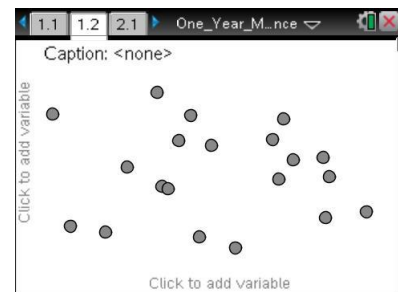 1.1 1.2 2.1 One_Year_M...nce
Caption: <none>
Click to add variable
Click to add variable